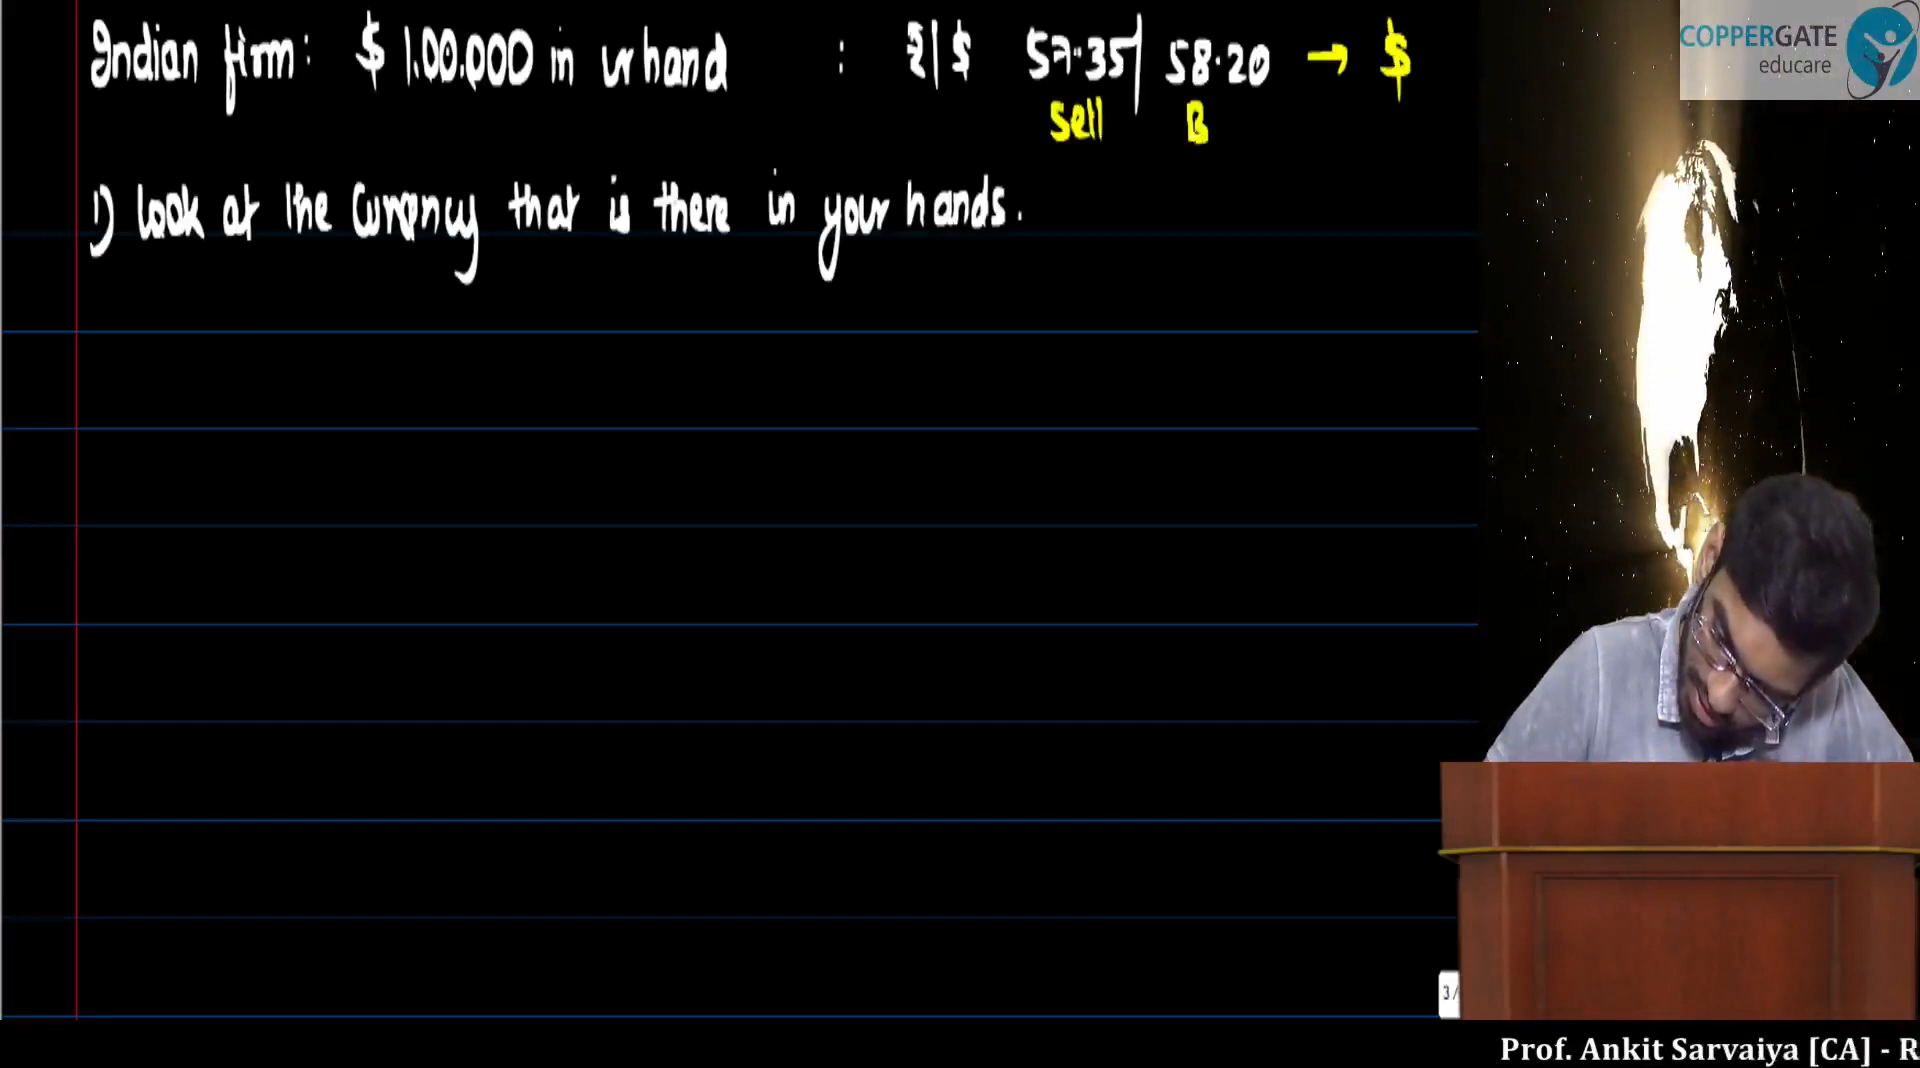 Indian firm: $ 1.00.000 in ur hand : ₹|$ 57.35| 58.20 → $
Sell B
1) Look at the Currency that is there in your hands.
COPPERGATE
educare
3/
Prof. Ankit Sarvaiya [CA] - R